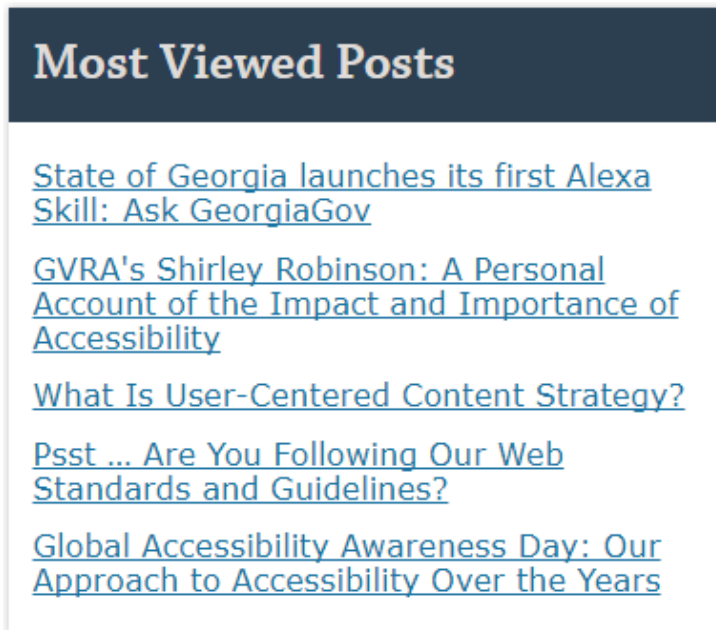 Most Viewed Posts
State of Georgia launches its first Alexa
Skill: Ask GeorgiaGov
GVRA's Shirley Robinson: A Personal
Account of the Impact and Importance of
Accessibility
What Is User-Centered Content Strategy?
Psst ... Are You Following Our Web
Standards and Guidelines?
Global Accessibility Awareness Day: Our
Approach to Accessibility Over the Years